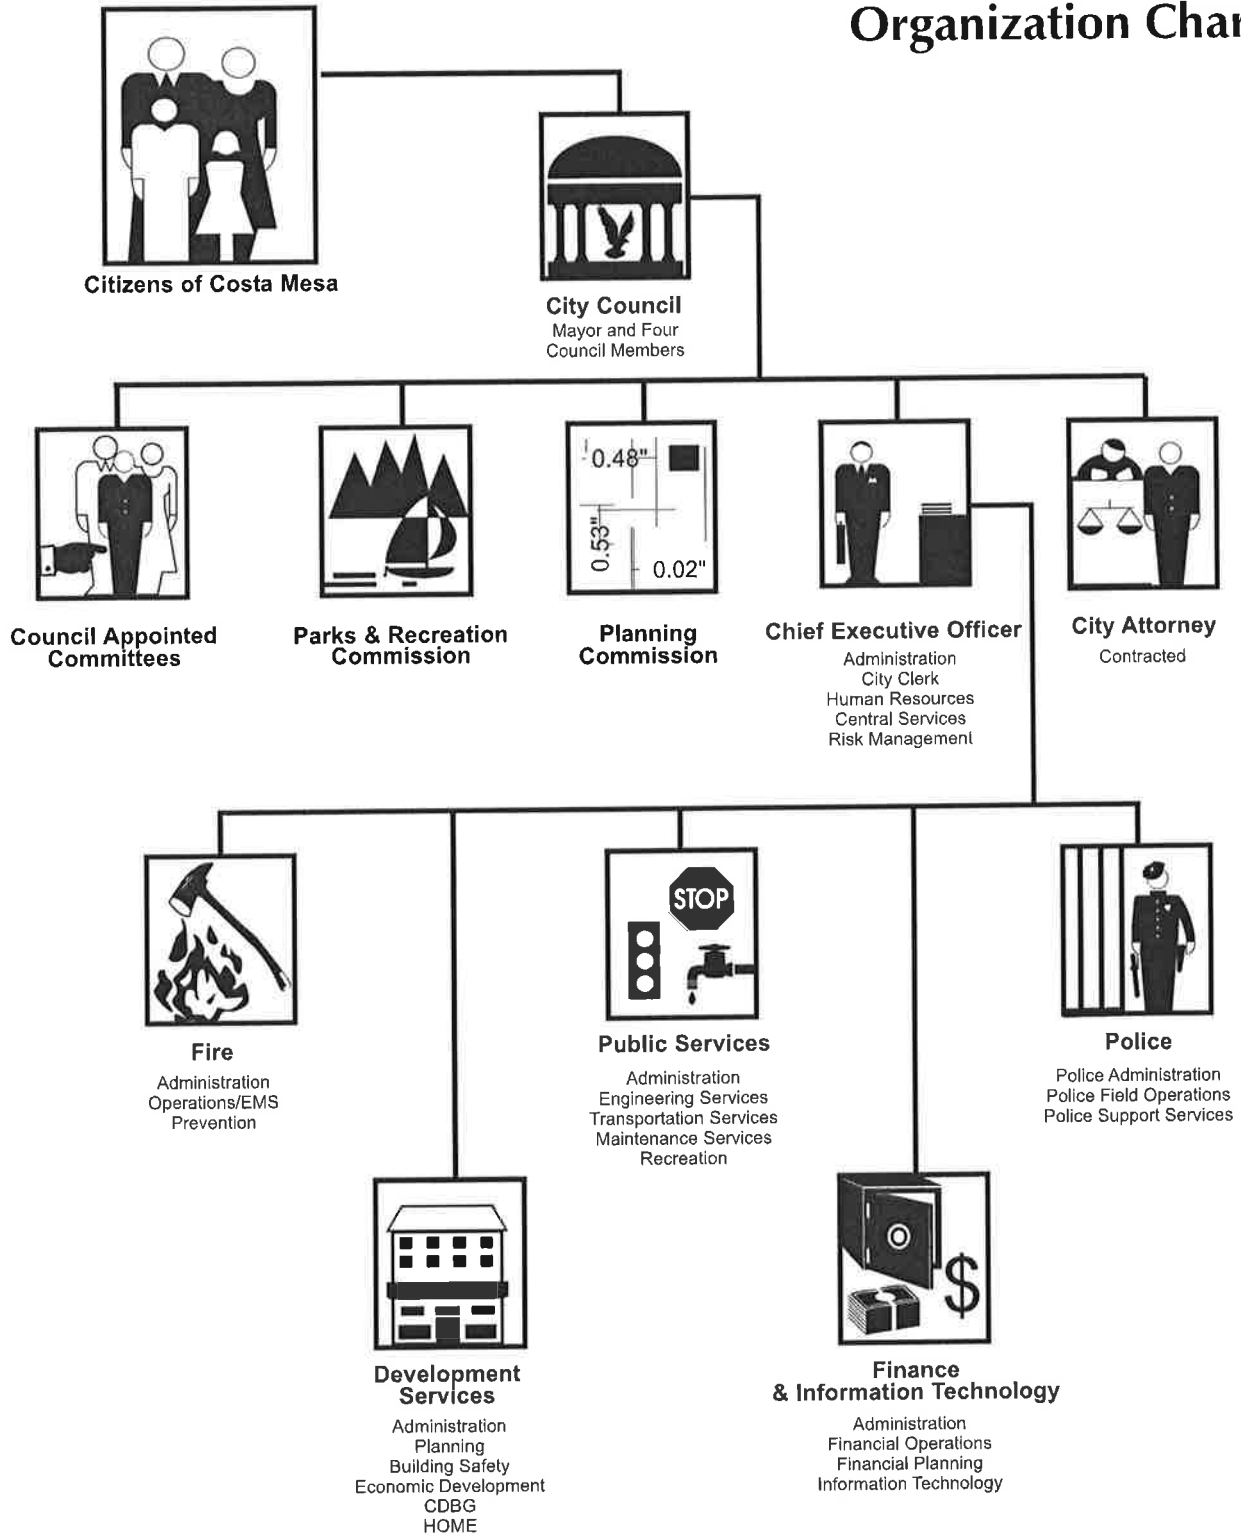 Organization Char
Citizens of Costa Mesa
City Council
Mayor and Four
Council Members
0.48"
0.53"
0.02"
Council Appointed
Committees
Parks & Recreation
Commission
Planning
Commission
Chief Executive Officer
Administration
City Clerk
Human Resources
Central Services
Risk Management
City Attorney
Contracted
STOP
Fire
Administration
Operations/EMS
Prevention
Public Services
Administration
Engineering Services
Transportation Services
Maintenance Services
Recreation
Police
Police Administration
Police Field Operations
Police Support Services
$
Development
Services
Administration
Planning
Building Safety
Economic Development
CDBG
HOME
Finance
& Information Technology
Administration
Financial Operations
Financial Planning
Information Technology